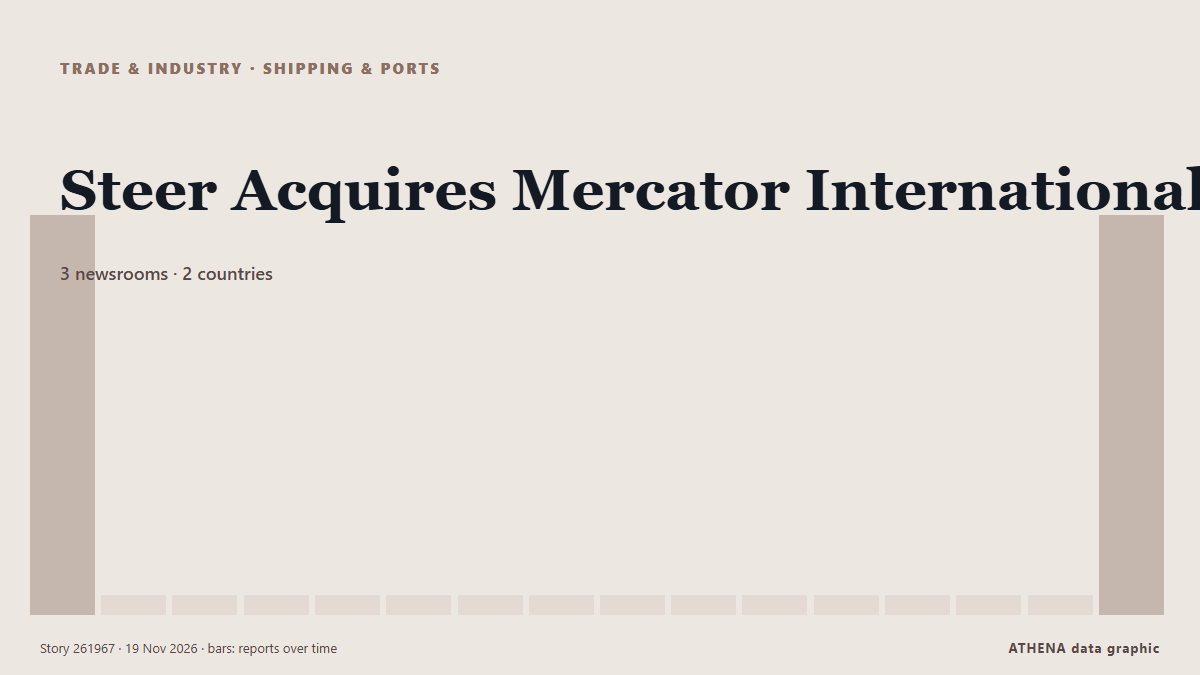 TRADE & INDUSTRY · SHIPPING & PORTS
Steer Acquires Mercator International
3 newsrooms · 2 countries
Story 261967 · 19 Nov 2026 · bars: reports over time
ATHENA data graphic